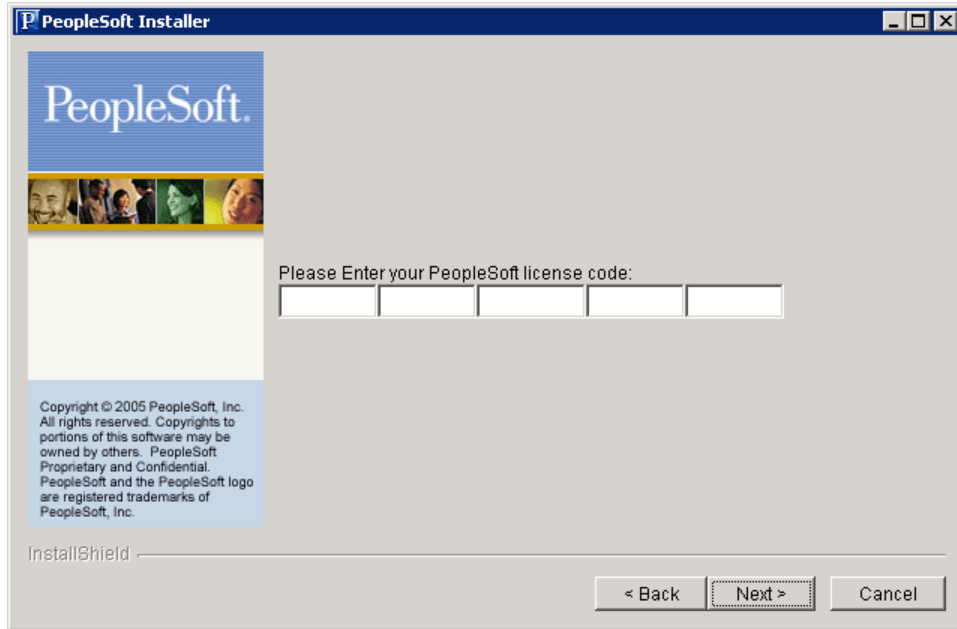 PeopleSoft Installer
PeopleSoft.
Please Enter your PeopleSoft license code:
Copyright © 2005 PeopleSoft, Inc.
All rights reserved. Copyrights to
portions of this software may be
owned by others.  PeopleSoft
Proprietary and Confidential.
PeopleSoft and the PeopleSoft logo
are registered trademarks of
PeopleSoft, Inc.
InstallShield
< Back
Next >
Cancel